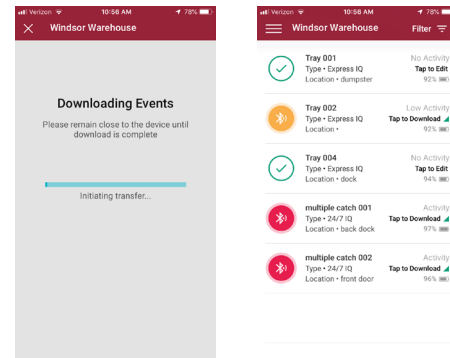 Verizon 10:56 AM 78%
Windsor Warehouse
Downloading Events
Please remain close to the device until
download is complete
Initiating transfer...
Verizon 10:56 AM 78%
Windsor Warehouse Filter
Tray 001 No Activity
Type • Express IQ Tap to Edit
Location • dumpster 92%
Tray 002 Low Activity
Type • Express IQ Tap to Download
Location • 92%
Tray 004 No Activity
Type • Express IQ Tap to Edit
Location • dock 94%
multiple catch 001 Activity
Type • 24/7 IQ Tap to Download
Location • back dock 97%
multiple catch 002 Activity
Type • 24/7 IQ Tap to Download
Location • front door 96%